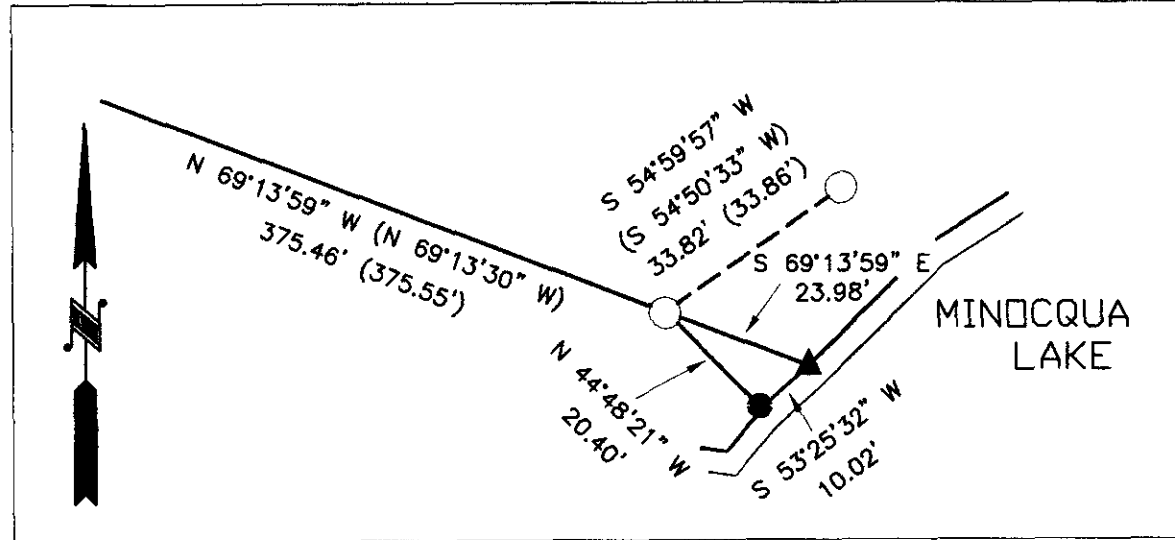 N 69°13'59" W (N 69°13'30" W)
375.46' (375.55')
S 54°59'57" W
(S 54°50'33" W)
33.82' (33.86')
S 69°13'59" E
23.98'
MINOCQUA
LAKE
N 44°48'21" W
20.40'
S 53°25'32" W
10.02'
N